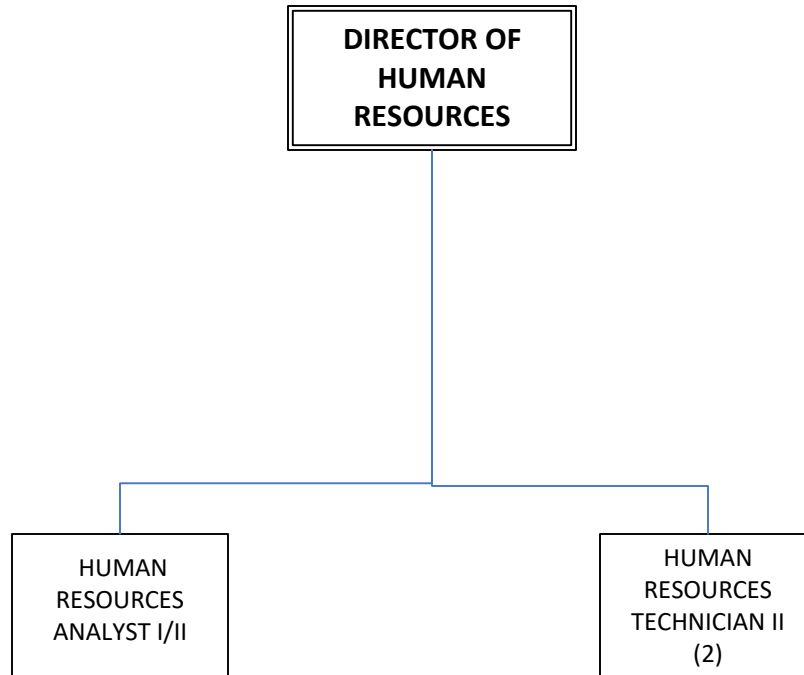 DIRECTOR OF
HUMAN
RESOURCES
HUMAN
RESOURCES
ANALYST I/II
HUMAN
RESOURCES
TECHNICIAN II
(2)